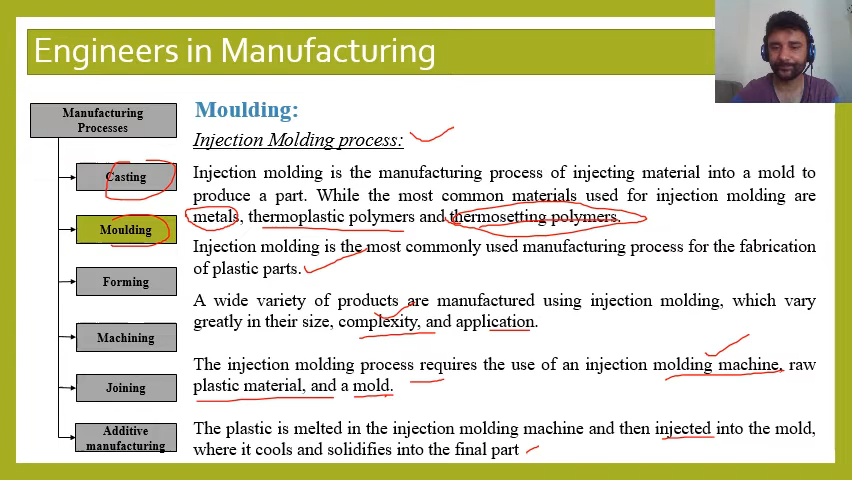 Engineers in Manufacturing
Manufacturing
Processes
Casting
Moulding
Forming
Machining
Joining
Additive
manufacturing
Moulding:
Injection Molding process:
Injection molding is the manufacturing process of injecting material into a mold to
produce a part. While the most common materials used for injection molding are
metals, thermoplastic polymers and thermosetting polymers.
Injection molding is the most commonly used manufacturing process for the fabrication
of plastic parts.
A wide variety of products are manufactured using injection molding, which vary
greatly in their size, complexity, and application.
The injection molding process requires the use of an injection molding machine, raw
plastic material, and a mold.
The plastic is melted in the injection molding machine and then injected into the mold,
where it cools and solidifies into the final part